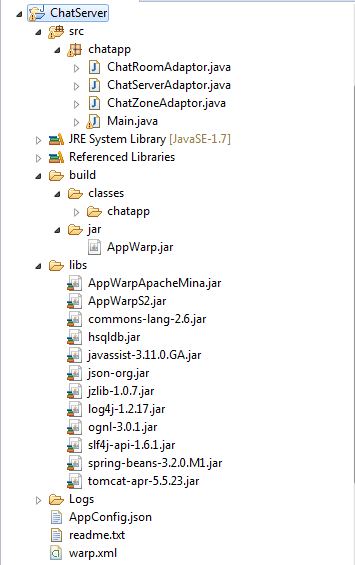 ChatServer
src
chatapp
ChatRoomAdaptor.java
ChatServerAdaptor.java
ChatZoneAdaptor.java
Main.java
JRE System Library [JavaSE-1.7]
Referenced Libraries
build
classes
chatapp
jar
AppWarp.jar
libs
AppWarpApacheMina.jar
AppWarpS2.jar
commons-lang-2.6.jar
hsqldb.jar
javassist-3.11.0.GA.jar
json-org.jar
jzlib-1.0.7.jar
log4j-1.2.17.jar
ognl-3.0.1.jar
slf4j-api-1.6.1.jar
spring-beans-3.2.0.M1.jar
tomcat-apr-5.5.23.jar
Logs
AppConfig.json
readme.txt
warp.xml